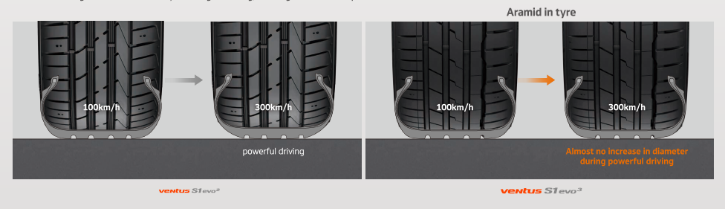 Aramid in tyre
100km/h
300km/h
powerful driving
ventus S1 evo²
100km/h
300km/h
Almost no increase in diameter
during powerful driving
ventus S1 evo³